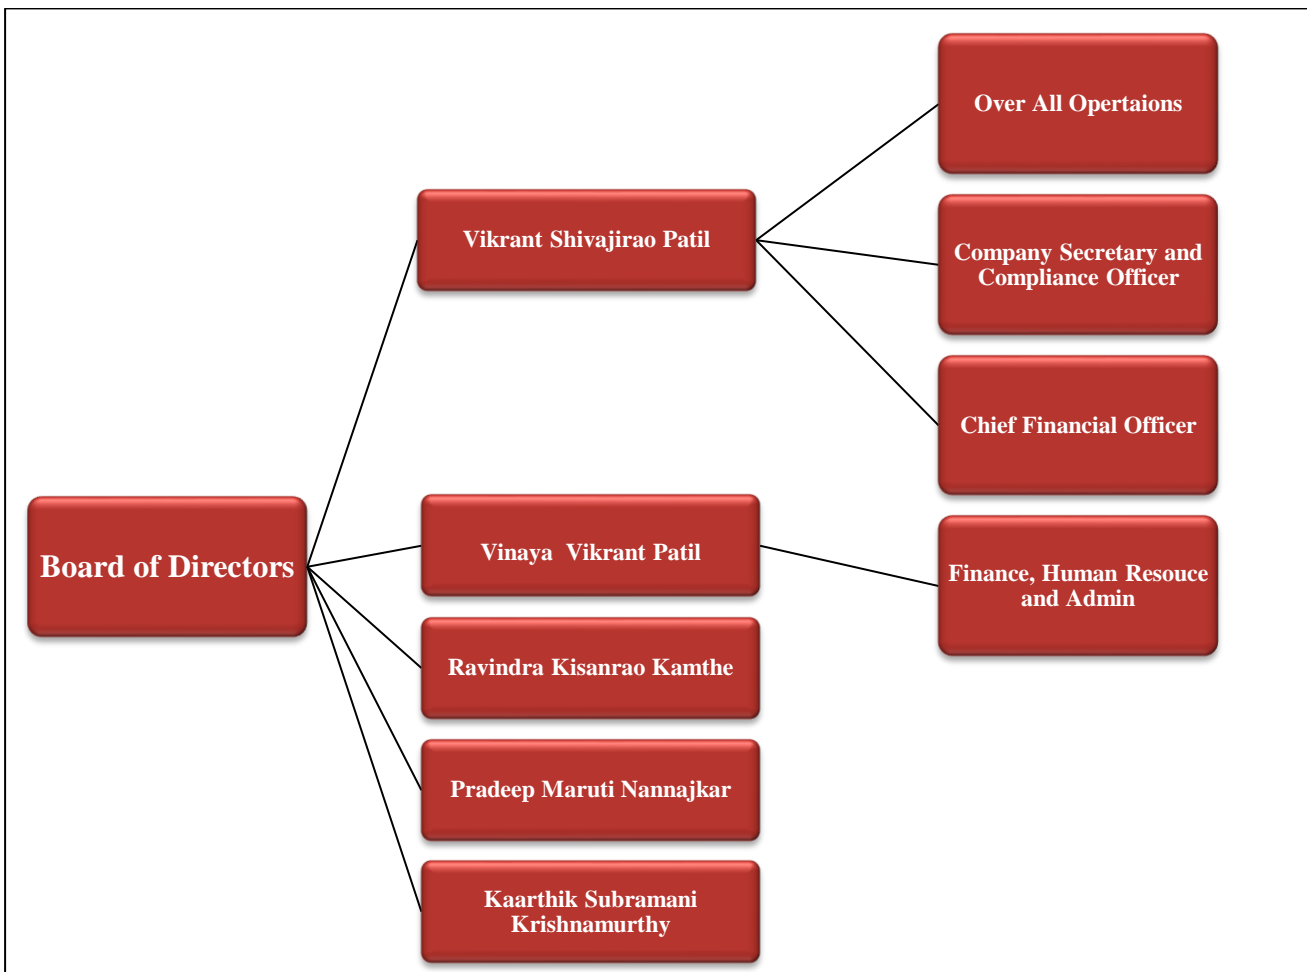 Board of Directors
Vikrant Shivajirao Patil
Over All Opertaions
Company Secretary and
Compliance Officer
Chief Financial Officer
Vinaya  Vikrant Patil
Finance, Human Resouce
and Admin
Ravindra Kisanrao Kamthe
Pradeep Maruti Nannajkar
Kaarthik Subramani
Krishnamurthy